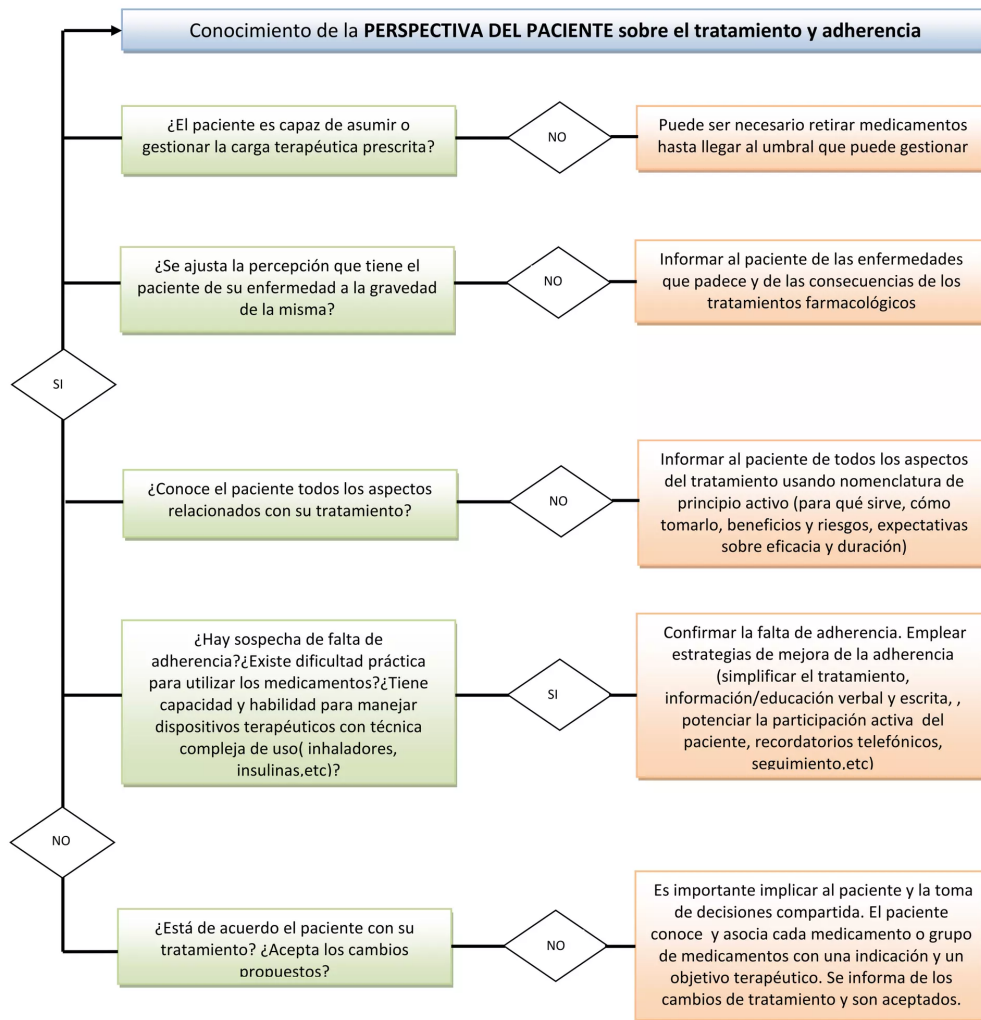 Conocimiento de la PERSPECTIVA DEL PACIENTE sobre el tratamiento y adherencia
¿El paciente es capaz de asumir o
gestionar la carga terapéutica prescrita?
NO
Puede ser necesario retirar medicamentos
hasta llegar al umbral que puede gestionar
¿Se ajusta la percepción que tiene el
paciente de su enfermedad a la gravedad
de la misma?
NO
Informar al paciente de las enfermedades
que padece y de las consecuencias de los
tratamientos farmacológicos
SI
¿Conoce el paciente todos los aspectos
relacionados con su tratamiento?
NO
Informar al paciente de todos los aspectos
del tratamiento usando nomenclatura de
principio activo (para qué sirve, cómo
tomarlo, beneficios y riesgos, expectativas
sobre eficacia y duración)
¿Hay sospecha de falta de
adherencia?¿Existe dificultad práctica
para utilizar los medicamentos?¿Tiene
capacidad y habilidad para manejar
dispositivos terapéuticos con técnica
compleja de uso( inhaladores,
insulinas,etc)?
SI
Confirmar la falta de adherencia. Emplear
estrategias de mejora de la adherencia
(simplificar el tratamiento,
información/educación verbal y escrita, ,
potenciar la participación activa  del
paciente, recordatorios telefónicos,
seguimiento,etc)
NO
¿Está de acuerdo el paciente con su
tratamiento? ¿Acepta los cambios
propuestos?
NO
Es importante implicar al paciente y la toma
de decisiones compartida. El paciente
conoce  y asocia cada medicamento o grupo
de medicamentos con una indicación y un
objetivo terapéutico. Se informa de los
cambios de tratamiento y son aceptados.